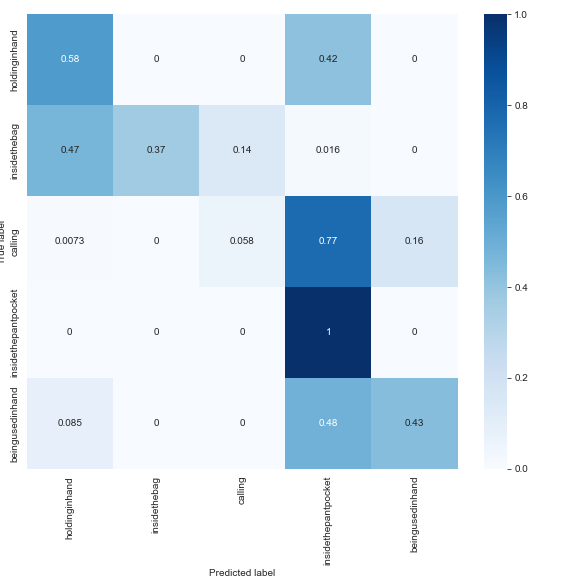 holdinginhand 0.58 0 0 0.42 0
insidethebag 0.47 0.37 0.14 0.016 0
True label
calling 0.0073 0 0.058 0.77 0.16
insidethepantpocket 0 0 0 1 0
beingusedinhand 0.085 0 0 0.48 0.43
holdinginhand insidethebag calling insidethepantpocket beingusedinhand
Predicted label
1.0
0.8
0.6
0.4
0.2
0.0